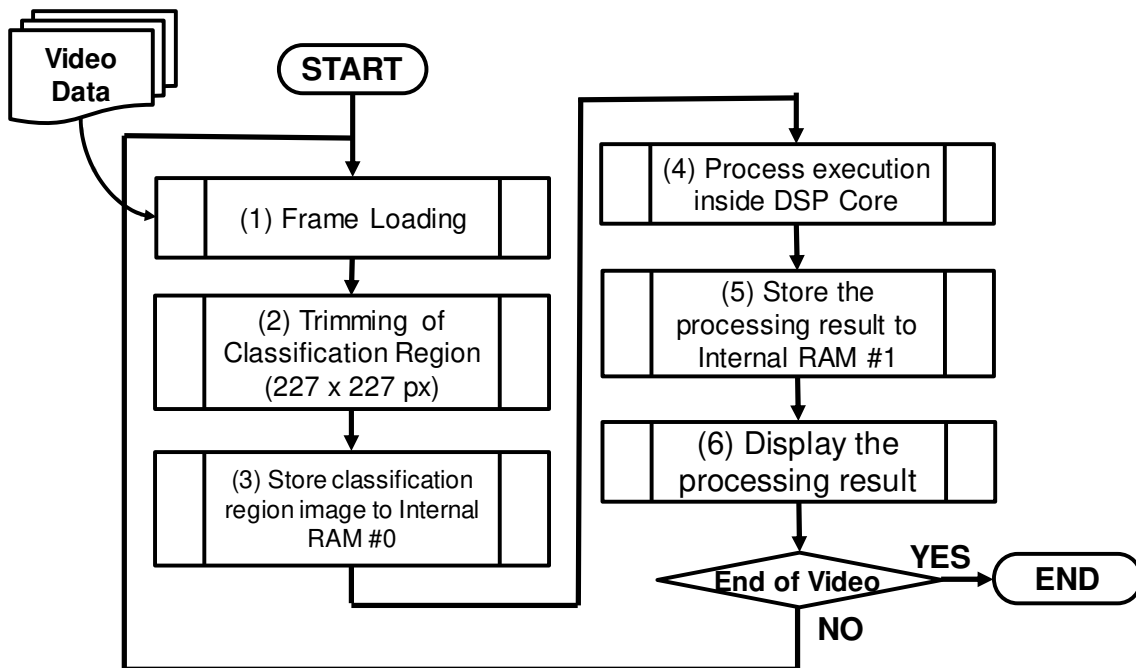 Video
Data
START
(1) Frame Loading
(2) Trimming of
Classification Region
(227 x 227 px)
(3) Store classification
region image to Internal
RAM #0
(4) Process execution
inside DSP Core
(5) Store the
processing result to
Internal RAM #1
(6) Display the
processing result
End of Video
YES
END
NO